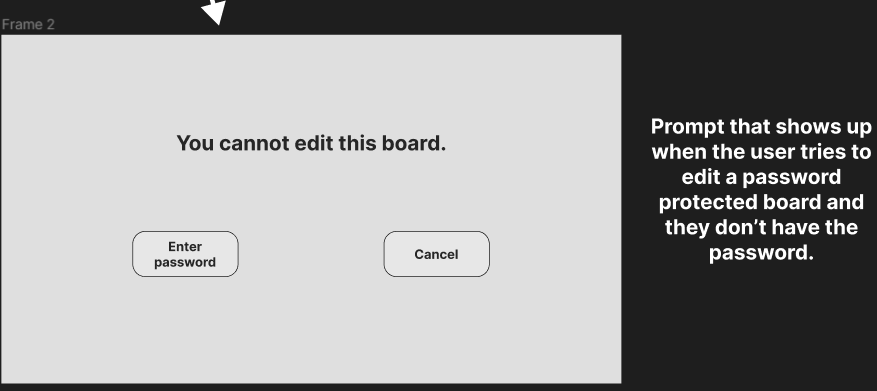 Frame 2
You cannot edit this board.
Enter
password
Cancel
Prompt that shows up
when the user tries to
edit a password
protected board and
they don’t have the
password.